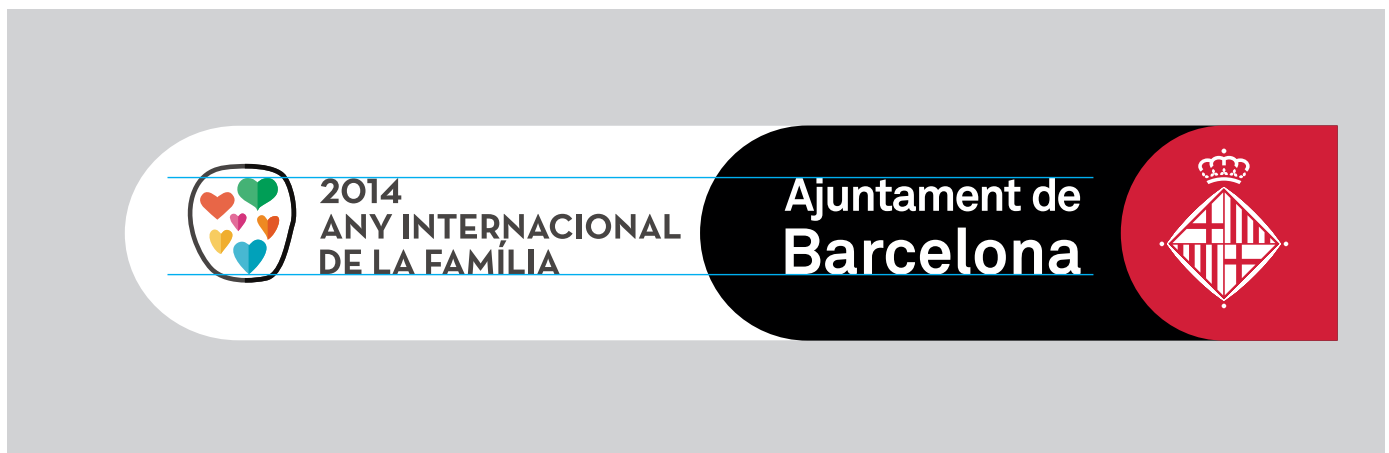 2014
ANY INTERNACIONAL
DE LA FAMÍLIA
Ajuntament de
Barcelona